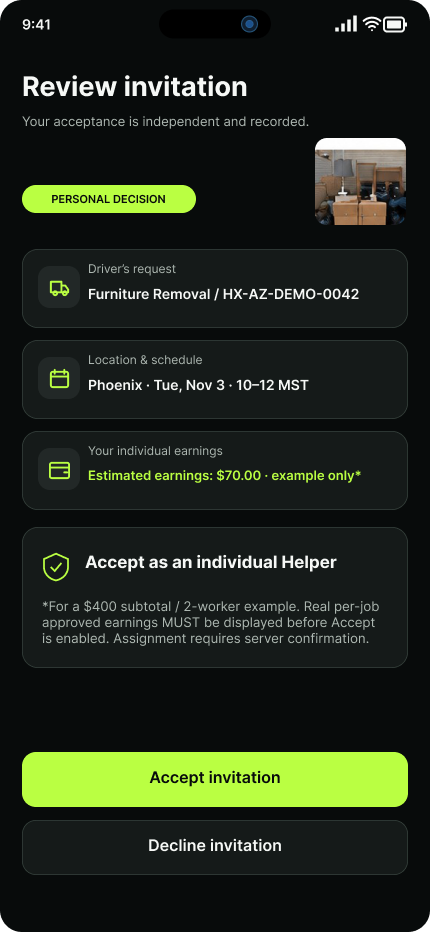 9:41
Review invitation
Your acceptance is independent and recorded.
PERSONAL DECISION
Driver’s request
Furniture Removal / HX-AZ-DEMO-0042
Location & schedule
Phoenix · Tue, Nov 3 · 10–12 MST
Your individual earnings
Estimated earnings: $70.00 · example only*
Accept as an individual Helper
*For a $400 subtotal / 2-worker example. Real per-job
approved earnings MUST be displayed before Accept
is enabled. Assignment requires server confirmation.
Accept invitation
Decline invitation